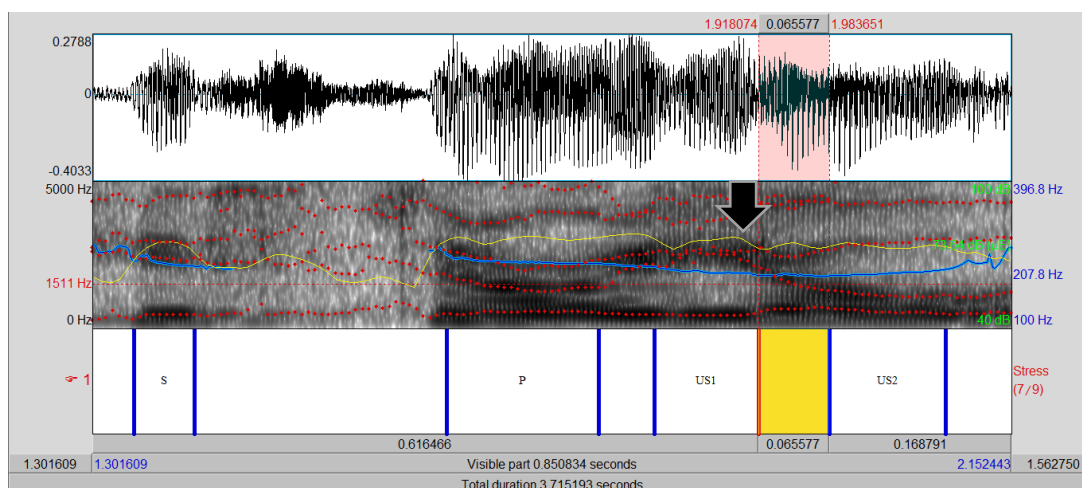 1.918074 0.065577 1.983651
0.2788
0
-0.4033
5000 Hz 100 dB 396.8 Hz
1511 Hz 207.8 Hz
0 Hz 40 dB 100 Hz
☞ 1 S P US1 US2 Stress
(7/9)
0.616466 0.065577 0.168791
1.301609 1.301609 Visible part 0.850834 seconds 2.152443 1.562750
Total duration 3.715193 seconds